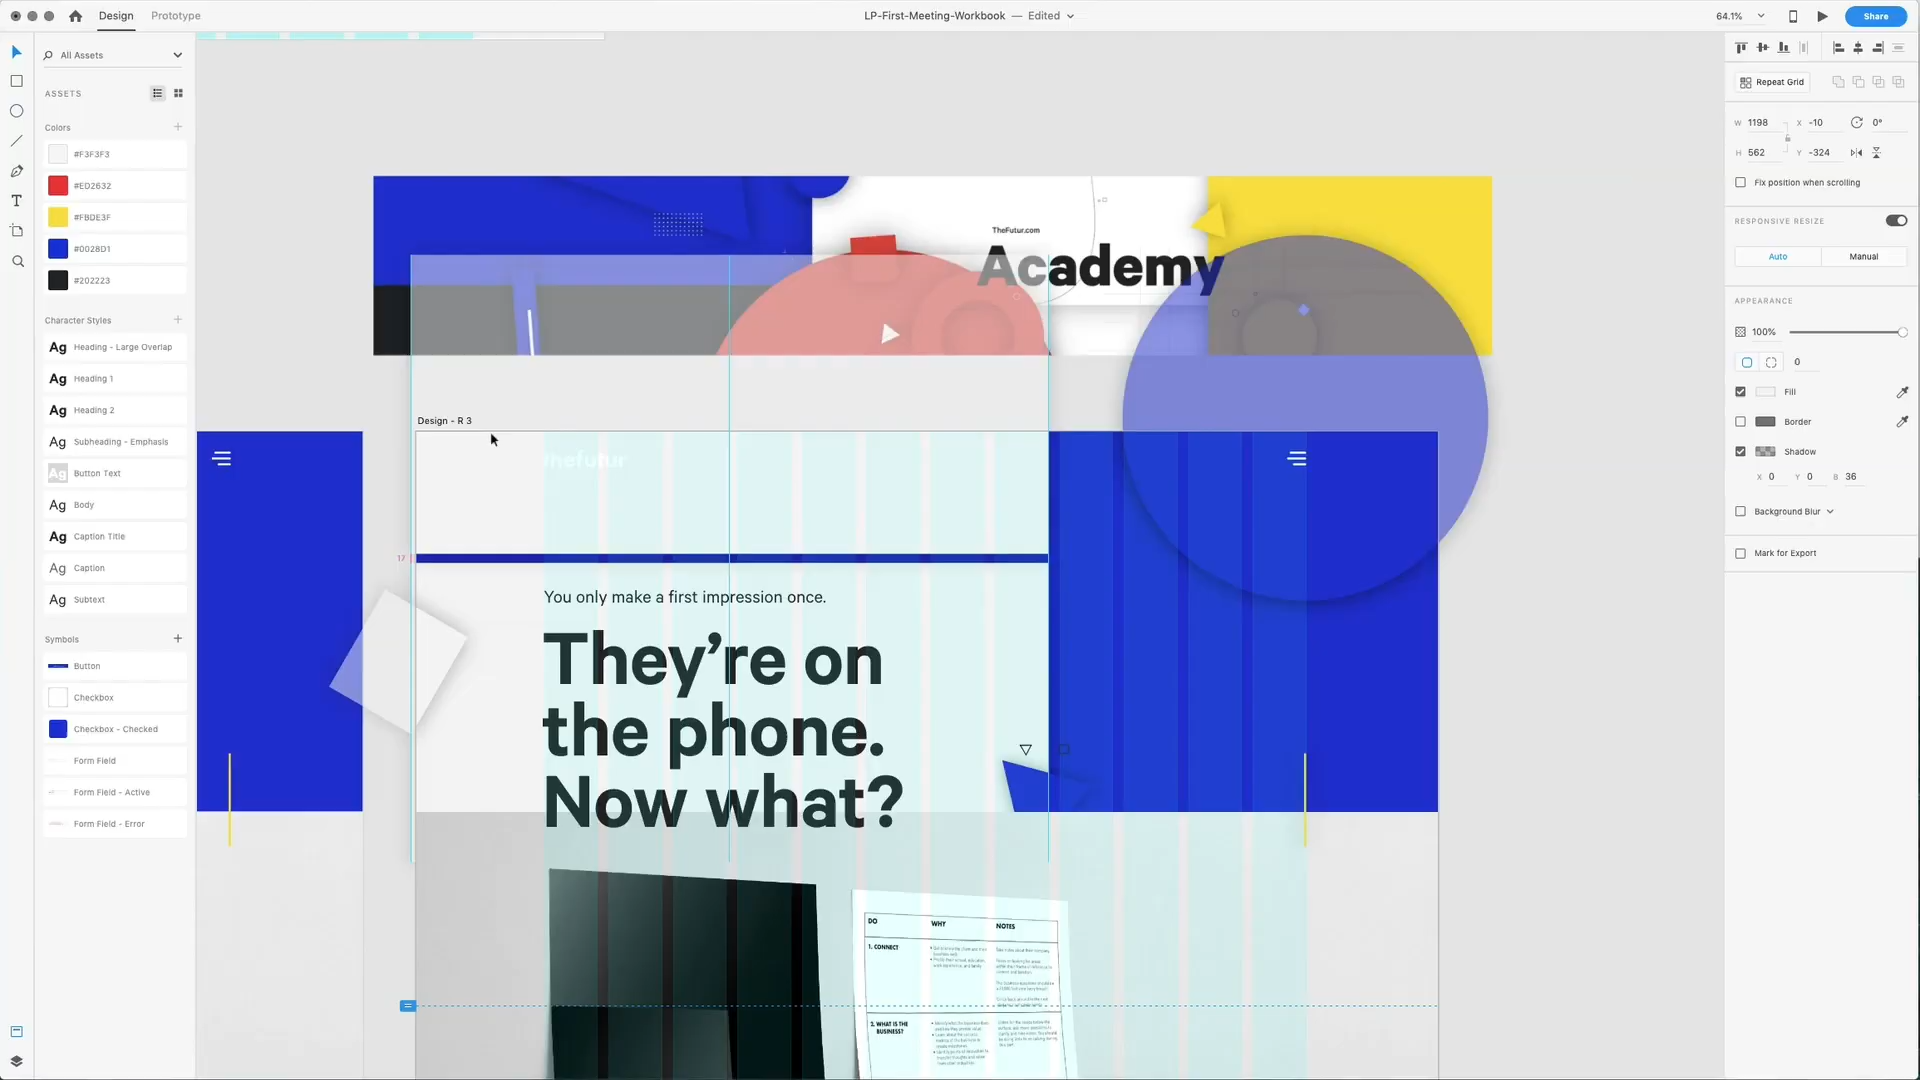 Design
Prototype
LP-First-Meeting-Workbook — Edited
64.1%
Share
All Assets
ASSETS
Colors
#F3F3F3
#ED2632
#FBDE3F
#0028D1
#202223
Character Styles
Ag Heading - Large Overlap
Ag Heading 1
Ag Heading 2
Ag Subheading - Emphasis
Ag Button Text
Ag Body
Ag Caption Title
Ag Caption
Ag Subtext
Symbols
Button
Checkbox
Checkbox - Checked
Form Field
Form Field - Active
Form Field - Error
TheFutur.com
Academy
Design - R 3
thefutur
17
You only make a first impression once.
They’re on
the phone.
Now what?
DO WHY NOTES
1. CONNECT
2. WHAT IS THE
BUSINESS?
Repeat Grid
W 1198 X -10 0°
H 562 Y -324
Fix position when scrolling
RESPONSIVE RESIZE
Auto Manual
APPEARANCE
100%
0
Fill
Border
Shadow
X 0 Y 0 B 36
Background Blur
Mark for Export